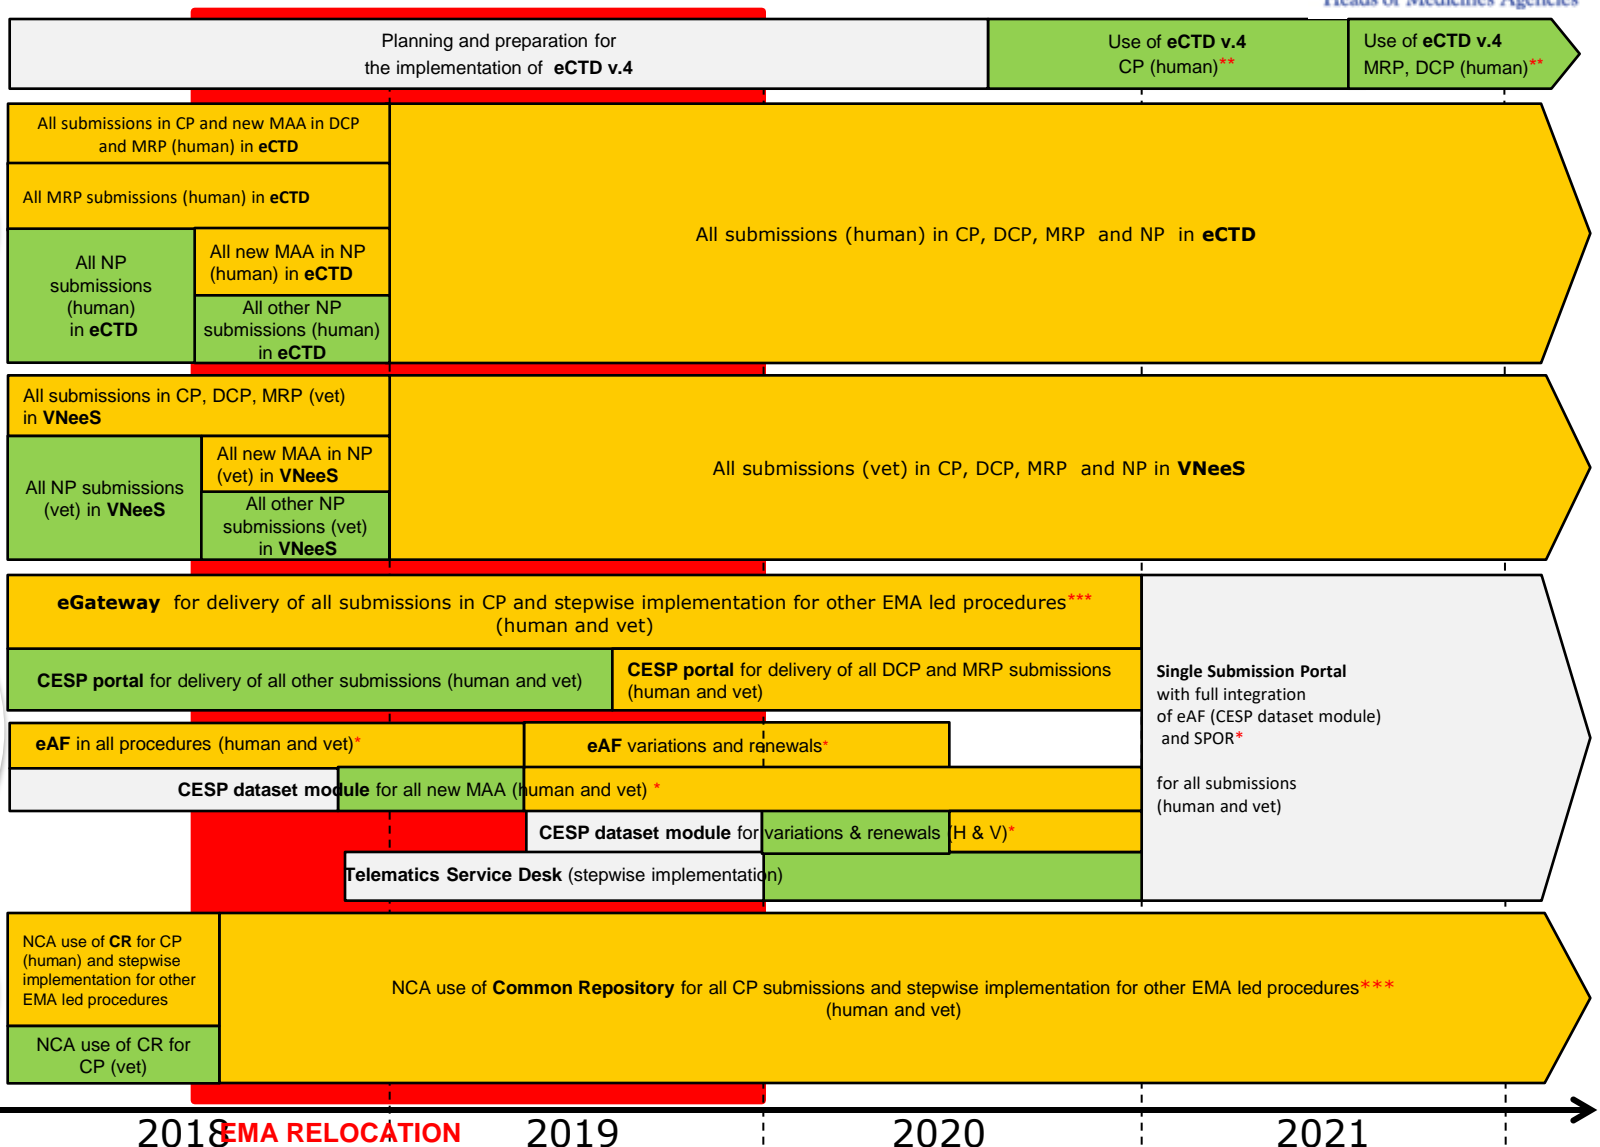 Heads of Medicines Agencies
Planning and preparation for
the implementation of eCTD v.4
Use of eCTD v.4
CP (human)**
Use of eCTD v.4
MRP, DCP (human)**
All submissions in CP and new MAA in DCP
and MRP (human) in eCTD
All MRP submissions (human) in eCTD
All NP
submissions
(human)
in eCTD
All new MAA in NP
(human) in eCTD
All other NP
submissions (human)
in eCTD
All submissions (human) in CP, DCP, MRP and NP in eCTD
All submissions in CP, DCP, MRP (vet)
in VNeeS
All NP submissions
(vet) in VNeeS
All new MAA in NP
(vet) in VNeeS
All other NP
submissions (vet)
in VNeeS
All submissions (vet) in CP, DCP, MRP and NP in VNeeS
eGateway for delivery of all submissions in CP and stepwise implementation for other EMA led procedures***
(human and vet)
CESP portal for delivery of all other submissions (human and vet)
CESP portal for delivery of all DCP and MRP submissions
(human and vet)
eAF in all procedures (human and vet)*
eAF variations and renewals*
CESP dataset module for all new MAA (human and vet) *
CESP dataset module for variations & renewals (H & V)*
Telematics Service Desk (stepwise implementation)
Single Submission Portal
with full integration
of eAF (CESP dataset module)
and SPOR*
for all submissions
(human and vet)
NCA use of CR for CP
(human) and stepwise
implementation for other
EMA led procedures
NCA use of CR for
CP (vet)
NCA use of Common Repository for all CP submissions and stepwise implementation for other EMA led procedures***
(human and vet)
2018
EMA RELOCATION
2019
2020
2021